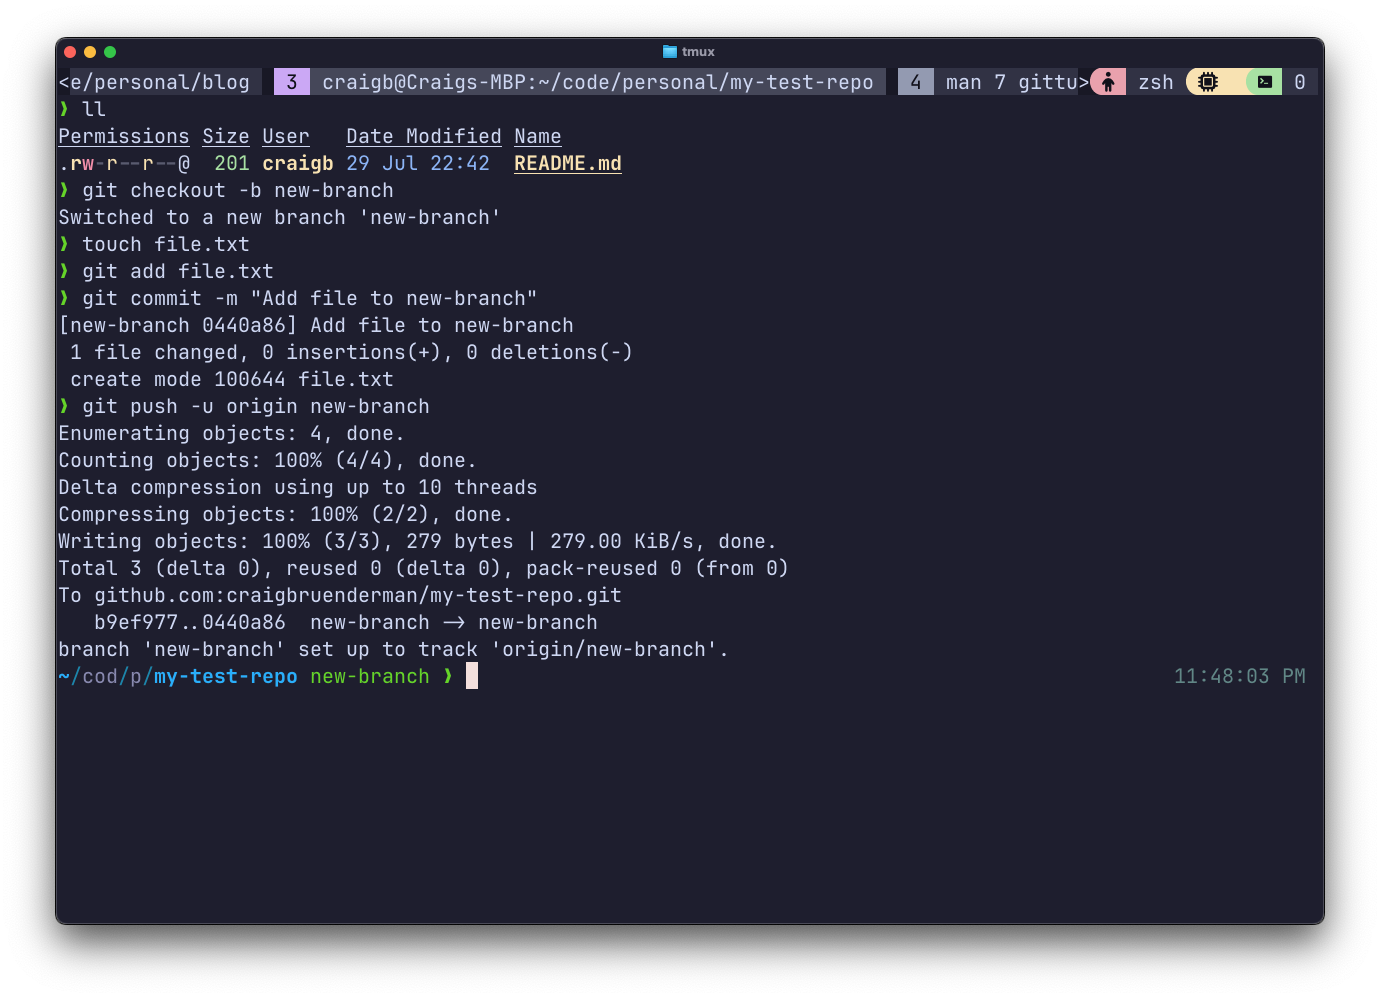 tmux
<e/personal/blog 3 craigb@Craigs-MBP:~/code/personal/my-test-repo 4 man 7 gittu> zsh 0
❯ ll
Permissions Size User Date Modified Name
.rw-r--r--@ 201 craigb 29 Jul 22:42 README.md
❯ git checkout -b new-branch
Switched to a new branch 'new-branch'
❯ touch file.txt
❯ git add file.txt
❯ git commit -m "Add file to new-branch"
[new-branch 0440a86] Add file to new-branch
 1 file changed, 0 insertions(+), 0 deletions(-)
 create mode 100644 file.txt
❯ git push -u origin new-branch
Enumerating objects: 4, done.
Counting objects: 100% (4/4), done.
Delta compression using up to 10 threads
Compressing objects: 100% (2/2), done.
Writing objects: 100% (3/3), 279 bytes | 279.00 KiB/s, done.
Total 3 (delta 0), reused 0 (delta 0), pack-reused 0 (from 0)
To github.com:craigbruenderman/my-test-repo.git
   b9ef977..0440a86  new-branch -> new-branch
branch 'new-branch' set up to track 'origin/new-branch'.
~/cod/p/my-test-repo new-branch ❯ 11:48:03 PM